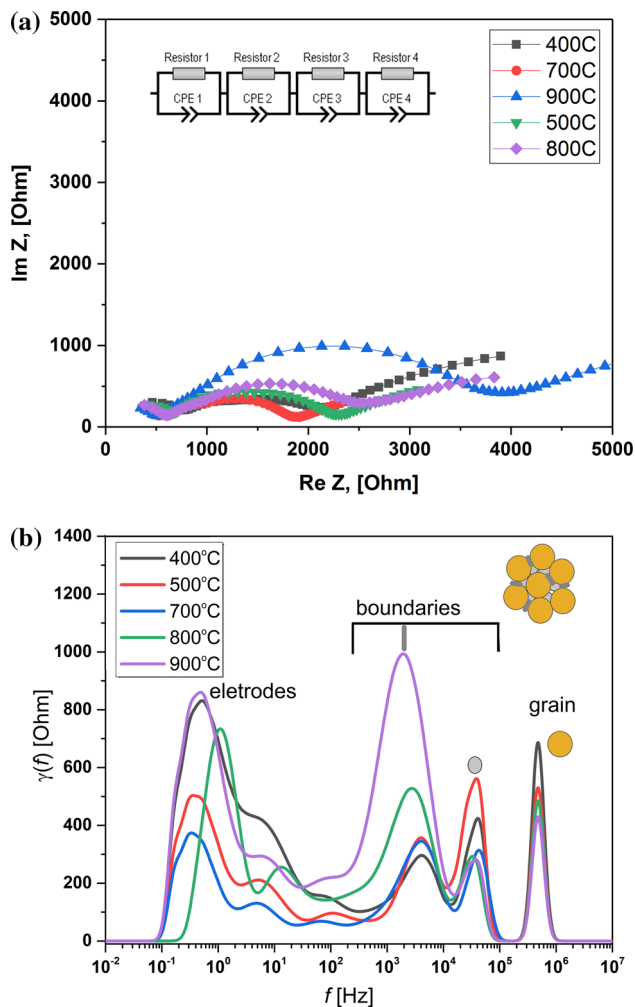 (a)
5000
4000
3000
2000
1000
0
Im Z, [Ohm]
Resistor 1 Resistor 2 Resistor 3 Resistor 4
CPE 1 CPE 2 CPE 3 CPE 4
400C
700C
900C
500C
800C
0 1000 2000 3000 4000 5000
Re Z, [Ohm]
(b)
1400
1200
1000
800
600
400
200
0
γ(f) [Ohm]
400°C
500°C
700°C
800°C
900°C
eletrodes
boundaries
grain
10-2 10-1 100 101 102 103 104 105 106 107
f [Hz]